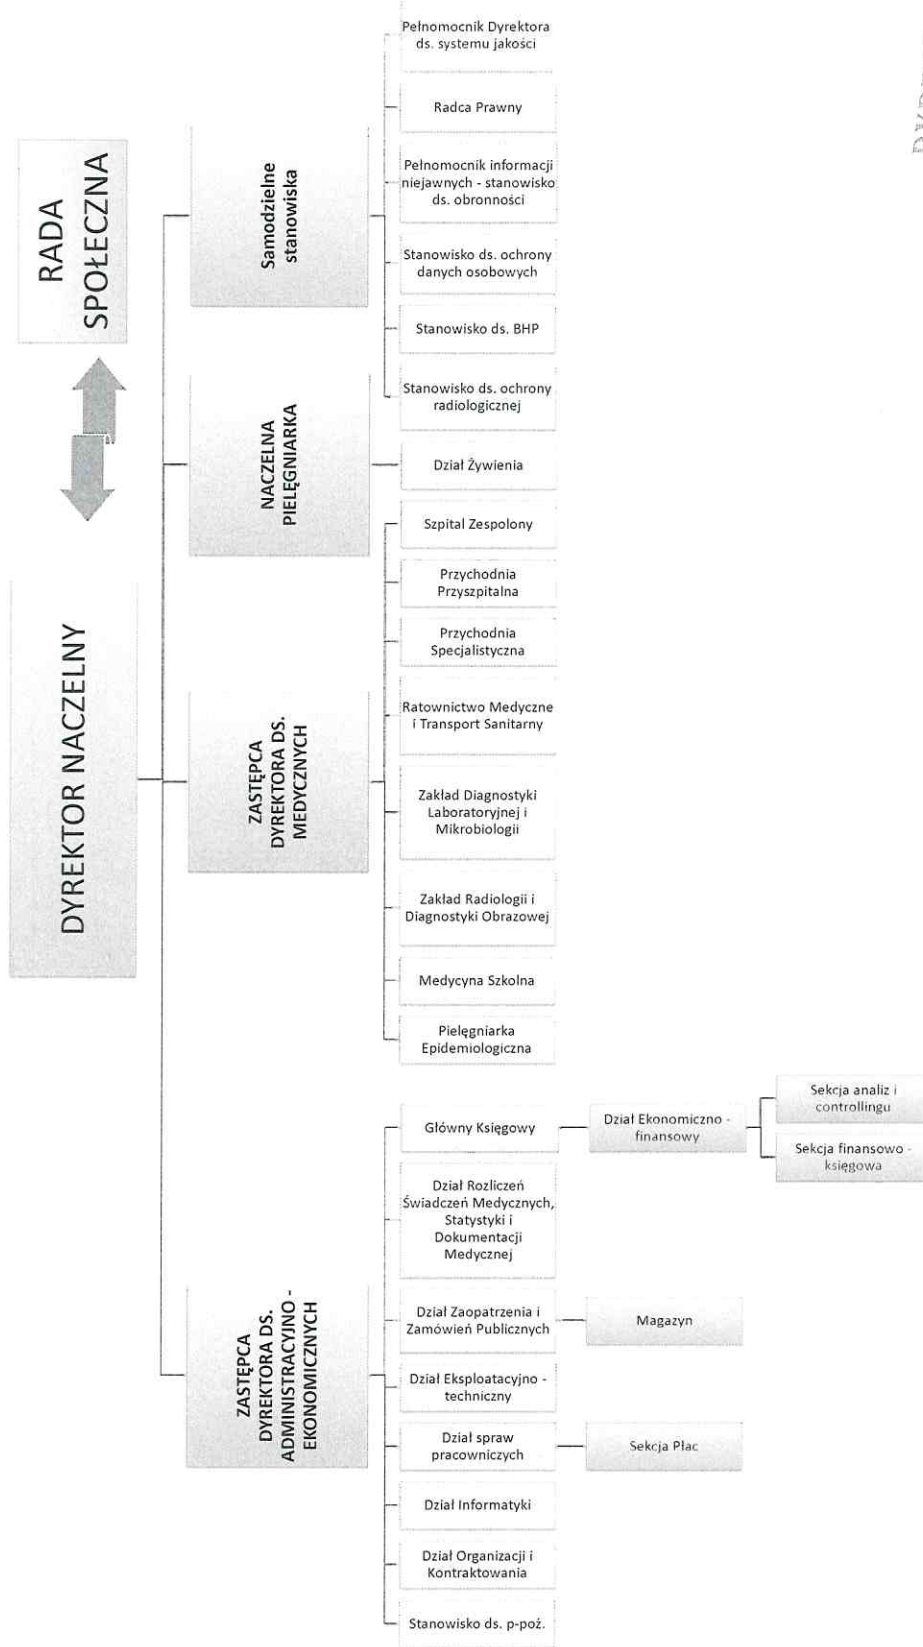 RADA
SPOŁECZNA
DYREKTOR NACZELNY
Samodzielne
stanowiska
NACZELNA
PIELĘGNIARKA
ZASTĘPCA
DYREKTORA DS.
MEDYCZNYCH
ZASTĘPCA
DYREKTORA DS.
ADMINISTRACYJNO -
EKONOMICZNYCH
Pełnomocnik Dyrektora
ds. systemu jakości
Radca Prawny
Pełnomocnik informacji
niejawnych - stanowisko
ds. obronności
Stanowisko ds. ochrony
danych osobowych
Stanowisko ds. BHP
Stanowisko ds. ochrony
radiologicznej
Dział Żywienia
Szpital Zespolony
Przychodnia
Przyszpitalna
Przychodnia
Specjalistyczna
Ratownictwo Medyczne
i Transport Sanitarny
Zakład Diagnostyki
Laboratoryjnej i
Mikrobiologii
Zakład Radiologii i
Diagnostyki Obrazowej
Medycyna Szkolna
Pielęgniarka
Epidemiologiczna
Główny Księgowy
Dział Ekonomiczno -
finansowy
Sekcja analiz i
controllingu
Sekcja finansowo -
księgowa
Dział Rozliczeń
Świadczeń Medycznych,
Statystyki i
Dokumentacji
Medycznej
Dział Zaopatrzenia i
Zamówień Publicznych
Magazyn
Dział Eksploatacyjno -
techniczny
Dział spraw
pracowniczych
Sekcja Płac
Dział Informatyki
Dział Organizacji i
Kontraktowania
Stanowisko ds. p-poż.